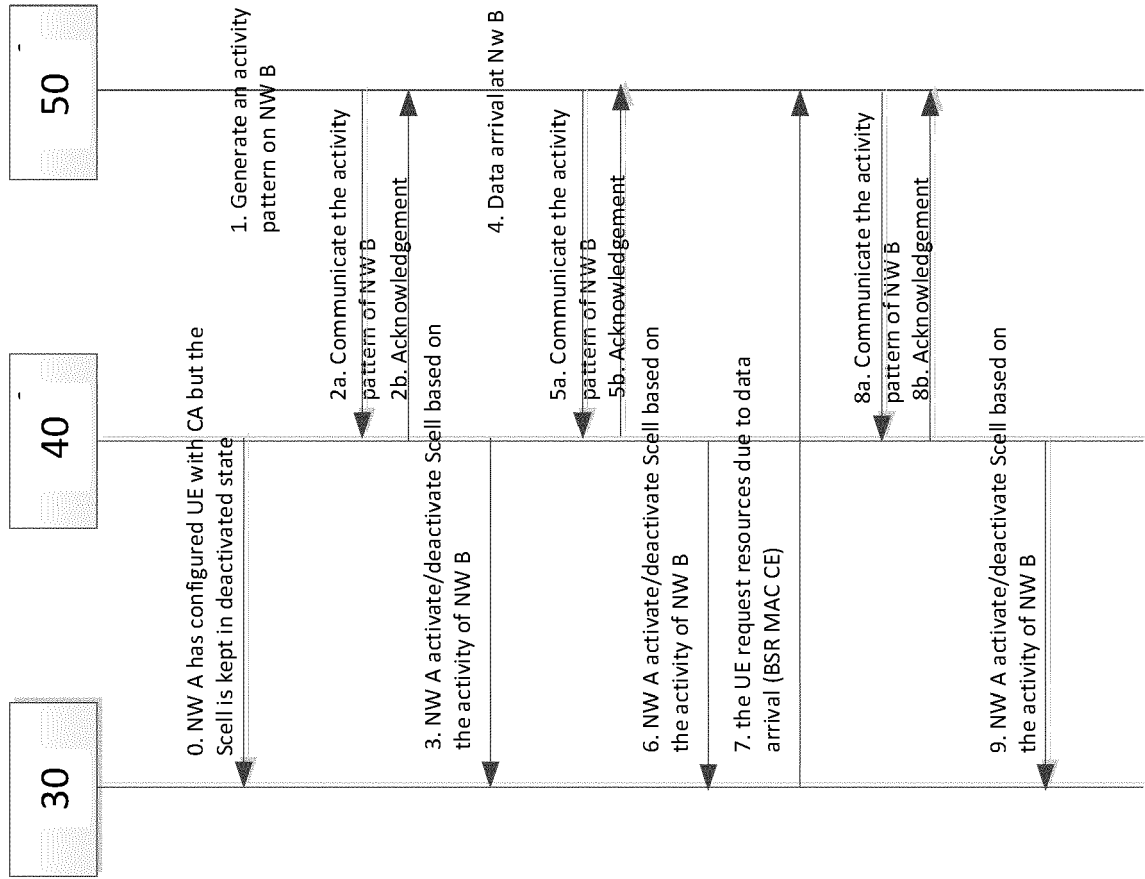 30
40
50
0. NW A has configured UE with CA but the
Scell is kept in deactivated state
1. Generate an activity
pattern on NW B
2a. Communicate the activity
pattern of NW B
2b. Acknowledgement
3. NW A activate/deactivate Scell based on
the activity of NW B
4. Data arrival at Nw B
5a. Communicate the activity
pattern of NW B
5b. Acknowledgement
6. NW A activate/deactivate Scell based on
the activity of NW B
7. the UE request resources due to data
arrival (BSR MAC CE)
8a. Communicate the activity
pattern of NW B
8b. Acknowledgement
9. NW A activate/deactivate Scell based on
the activity of NW B